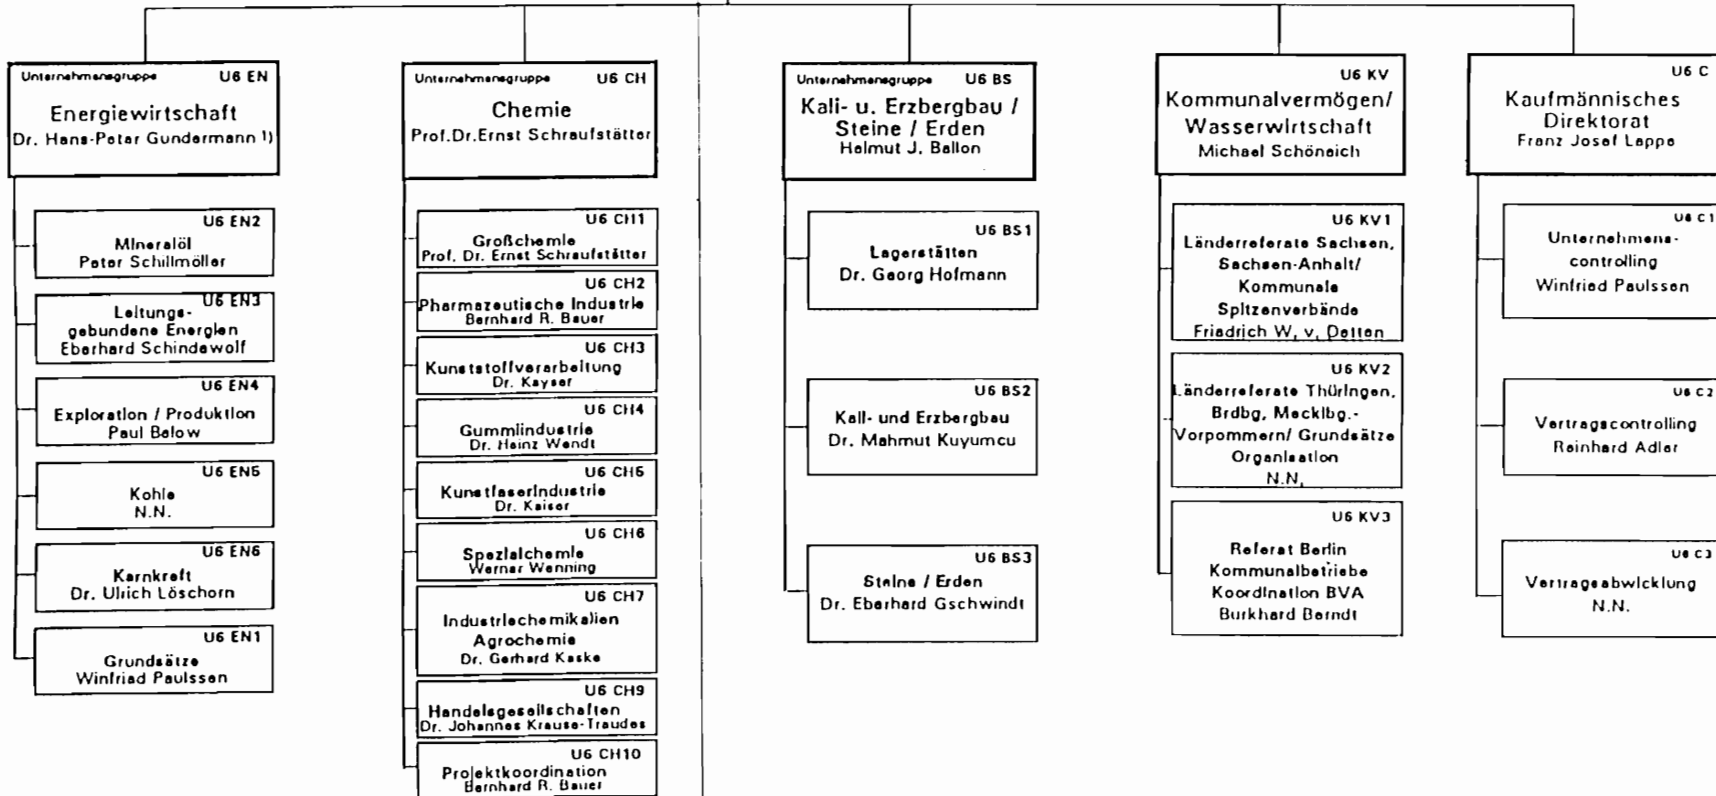 Unternehmensgruppe U6 EN
Energiewirtschaft
Dr. Hans-Peter Gundermann 1)
U6 EN2
Mineralöl
Peter Schillmöller
U6 EN3
Leitungs-
gebundene Energien
Eberhard Schindewolf
U6 EN4
Exploration / Produktion
Paul Below
U6 EN5
Kohle
N.N.
U6 EN6
Kernkraft
Dr. Ulrich Löschorn
U6 EN1
Grundsätze
Winfried Paulssen
Unternehmensgruppe U6 CH
Chemie
Prof.Dr.Ernst Schraufstätter
U6 CH1
Großchemie
Prof. Dr. Ernst Schraufstätter
U6 CH2
Pharmazeutische Industrie
Bernhard R. Bauer
U6 CH3
Kunststoffverarbeitung
Dr. Kayser
U6 CH4
Gummiindustrie
Dr. Heinz Wendt
U6 CH5
Kunstfaserindustrie
Dr. Kaiser
U6 CH6
Spezialchemie
Werner Wenning
U6 CH7
Industriechemikalien
Agrochemie
Dr. Gerhard Kaske
U6 CH9
Handelsgesellschaften
Dr. Johannes Krause-Traudes
U6 CH10
Projektkoordination
Bernhard R. Bauer
Unternehmensgruppe U6 BS
Kali- u. Erzbergbau /
Steine / Erden
Helmut J. Ballon
U6 BS1
Lagerstätten
Dr. Georg Hofmann
U6 BS2
Kali- und Erzbergbau
Dr. Mahmut Kuyumcu
U6 BS3
Steine / Erden
Dr. Eberhard Gschwindt
U6 KV
Kommunalvermögen/
Wasserwirtschaft
Michael Schöneich
U6 KV1
Länderreferate Sachsen,
Sachsen-Anhalt/
Kommunale
Spitzenverbände
Friedrich W. v. Detten
U6 KV2
Länderreferate Thüringen,
Brdbg, Mecklbg.-
Vorpommern/ Grundsätze
Organisation
N.N.
U6 KV3
Referat Berlin
Kommunalbetriebe
Koordination BVA
Burkhard Berndt
U6 C
Kaufmännisches
Direktorat
Franz Josef Lappe
U6 C1
Unternehmens-
controlling
Winfried Paulssen
U6 C2
Vertragscontrolling
Reinhard Adler
U6 C3
Vertragsabwicklung
N.N.